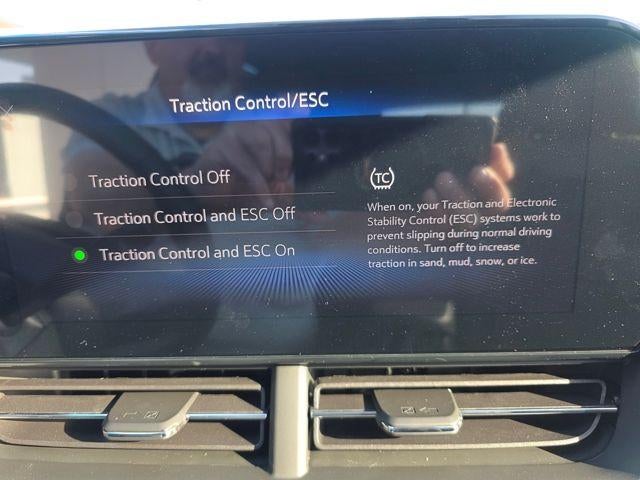 Traction Control/ESC
Traction Control Off
Traction Control and ESC Off
Traction Control and ESC On
TC
When on, your Traction and Electronic
Stability Control (ESC) systems work to
prevent slipping during normal driving
conditions. Turn off to increase
traction in sand, mud, snow, or ice.